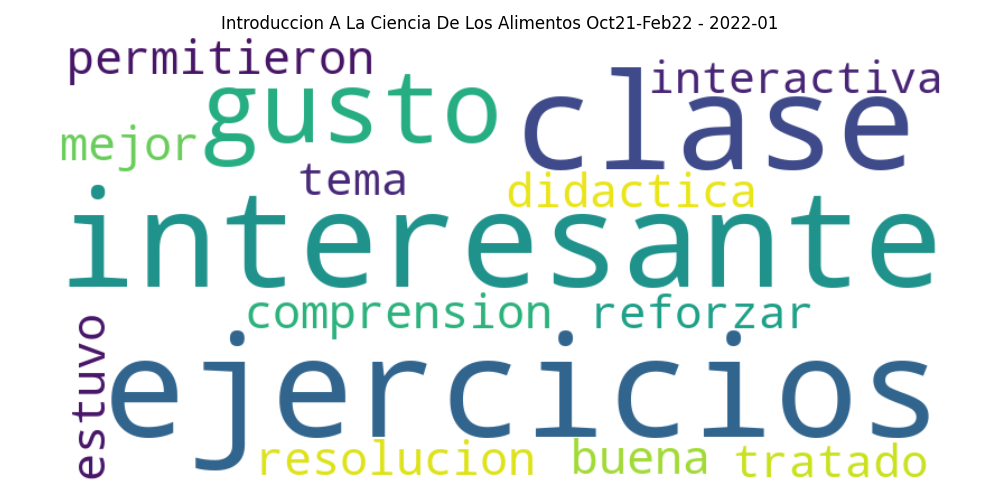 Introduccion A La Ciencia De Los Alimentos Oct21-Feb22 - 2022-01
permitieron
interactiva
gusto
clase
mejor
tema
didactica
interesante
comprension
reforzar
estuvo
ejercicios
resolucion
buena
tratado